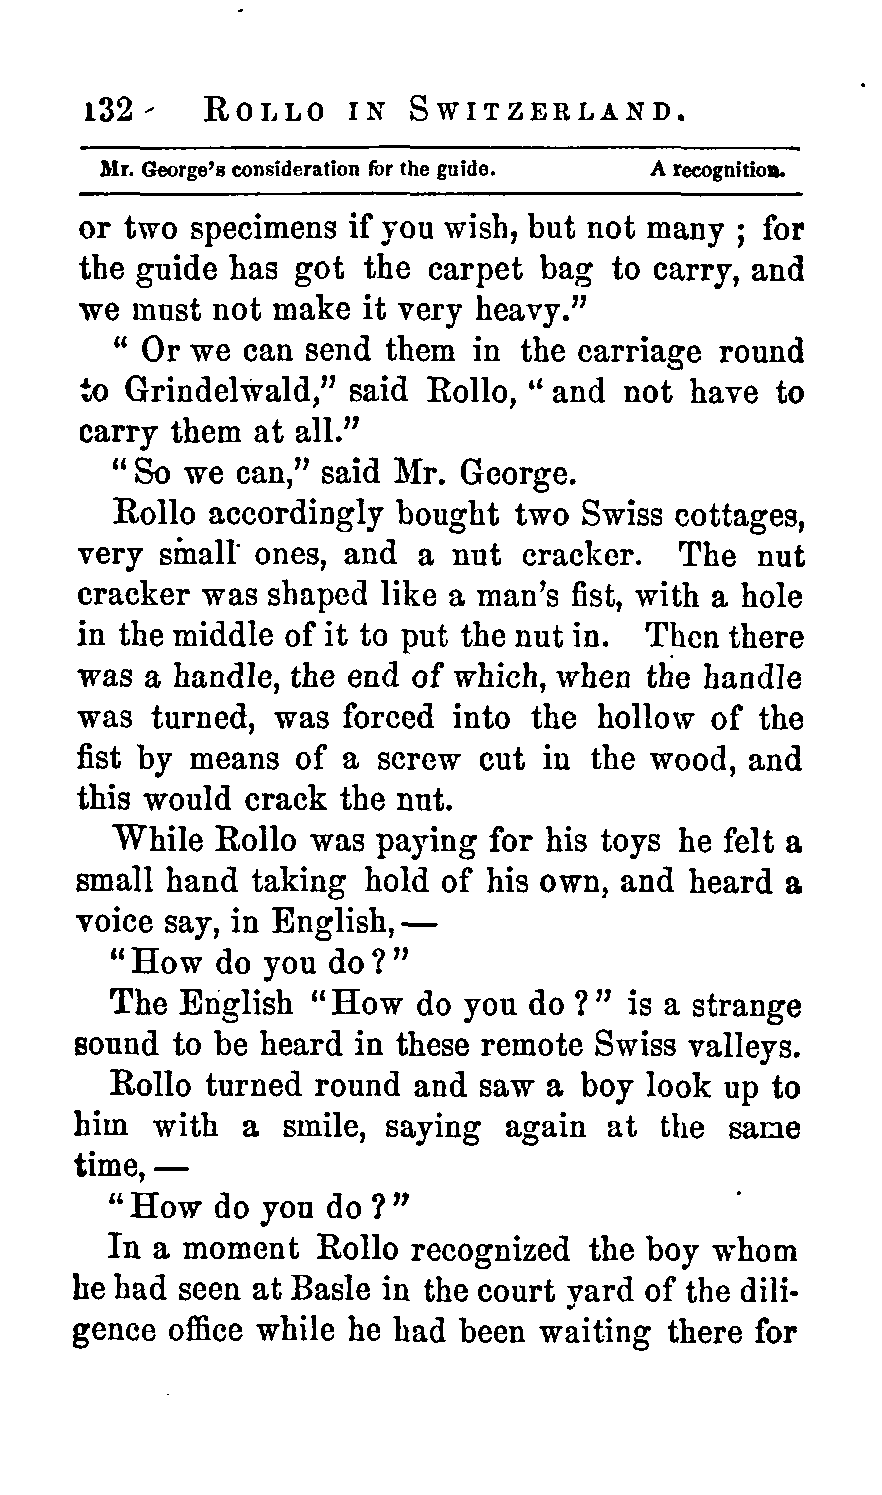 132 ROLLO IN SWITZERLAND.
Mr. George's consideration for the guide. A recognition.
or two specimens if you wish, but not many ; for
the guide has got the carpet bag to carry, and
we must not make it very heavy."
" Or we can send them in the carriage round
to Grindelwald," said Rollo, " and not have to
carry them at all."
"So we can," said Mr. George.
Rollo accordingly bought two Swiss cottages,
very small ones, and a nut cracker. The nut
cracker was shaped like a man's fist, with a hole
in the middle of it to put the nut in. Then there
was a handle, the end of which, when the handle
was turned, was forced into the hollow of the
fist by means of a screw cut in the wood, and
this would crack the nut.
While Rollo was paying for his toys he felt a
small hand taking hold of his own, and heard a
voice say, in English, —
"How do you do ? "
The English "How do you do ? " is a strange
sound to be heard in these remote Swiss valleys.
Rollo turned round and saw a boy look up to
him with a smile, saying again at the same
time, —
"How do you do ? "
In a moment Rollo recognized the boy whom
he had seen at Basle in the court yard of the dili-
gence office while he had been waiting there for